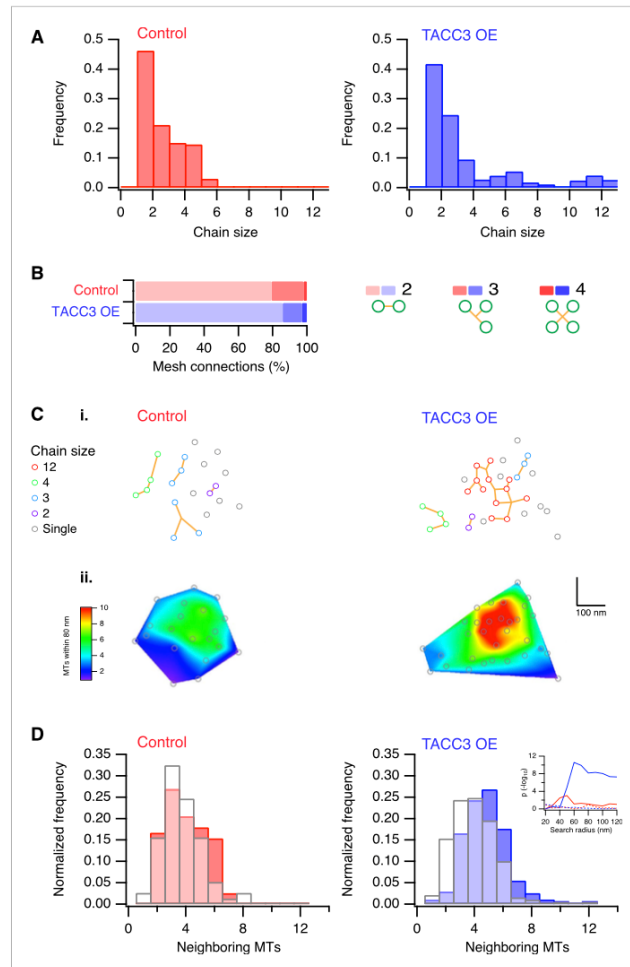 A
Control
TACC3 OE
0.5
0.4
0.3
0.2
0.1
0.0
Frequency
0 2 4 6 8 10 12
Chain size
0.5
0.4
0.3
0.2
0.1
0.0
Frequency
0 2 4 6 8 10 12
Chain size
B
Control
TACC3 OE
0 20 40 60 80 100
Mesh connections (%)
2
3
4
C
i.
Control
TACC3 OE
Chain size
12
4
3
2
Single
ii.
MTs within 80 nm
10
8
6
4
2
100 nm
D
Control
TACC3 OE
0.35
0.30
0.25
0.20
0.15
0.10
0.05
0.00
Normalized frequency
0 2 4 6 8 10 12
Neighboring MTs
0.35
0.30
0.25
0.20
0.15
0.10
0.05
0.00
Normalized frequency
0 2 4 6 8 10 12
Neighboring MTs
12
8
4
0
p (-log₁₀)
20 40 60 80 100 120
Search radius (nm)